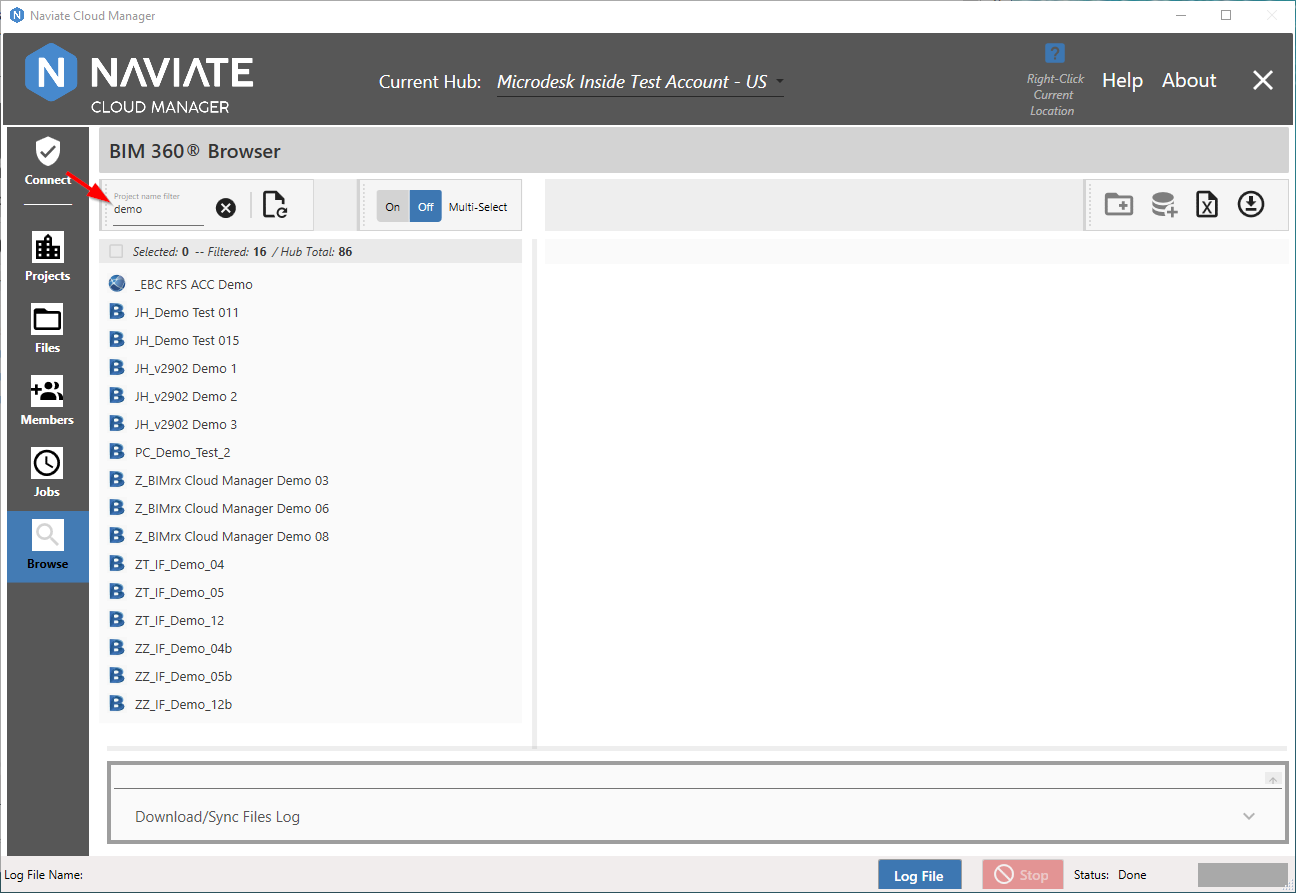 Naviate Cloud Manager
NAVIATE
CLOUD MANAGER
Current Hub: Microdesk Inside Test Account - US
?
Right-Click
Current
Location
Help
About
Connect
Projects
Files
Members
Jobs
Browse
BIM 360® Browser
Project name filter
demo
On
Off
Multi-Select
Selected: 0 -- Filtered: 16 / Hub Total: 86
_EBC RFS ACC Demo
JH_Demo Test 011
JH_Demo Test 015
JH_v2902 Demo 1
JH_v2902 Demo 2
JH_v2902 Demo 3
PC_Demo_Test_2
Z_BIMrx Cloud Manager Demo 03
Z_BIMrx Cloud Manager Demo 06
Z_BIMrx Cloud Manager Demo 08
ZT_IF_Demo_04
ZT_IF_Demo_05
ZT_IF_Demo_12
ZZ_IF_Demo_04b
ZZ_IF_Demo_05b
ZZ_IF_Demo_12b
Download/Sync Files Log
Log File Name:
Log File
Stop
Status: Done